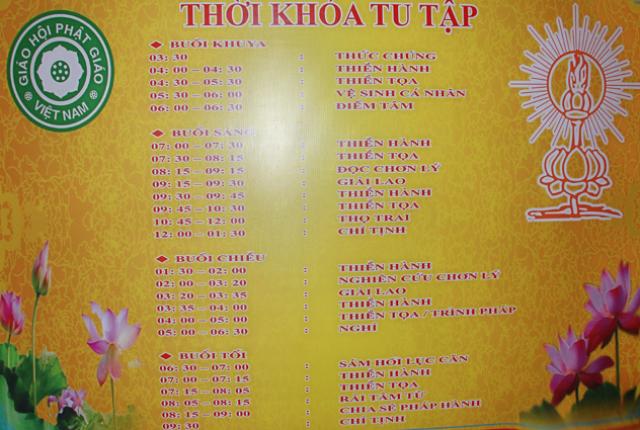 THỜI KHÓA TU TẬP
GIÁO HỘI PHẬT GIÁO
VIỆT NAM
BUỔI KHUYA
03: 30 : THỨC CHÚNG
04: 00 – 04: 30 : THIỀN HÀNH
04: 30 – 05: 30 : THIỀN TỌA
05: 30 – 06: 00 : VỆ SINH CÁ NHÂN
06: 00 – 06: 30 : ĐIỂM TÂM
BUỔI SÁNG
07: 00 – 07: 30 : THIỀN HÀNH
07: 30 – 08: 15 : THIỀN TỌA
08: 15 – 09: 15 : ĐỌC CHƠN LÝ
09: 15 – 09: 30 : GIẢI LAO
09: 30 – 09: 45 : THIỀN HÀNH
09: 45 – 10: 30 : THIỀN TỌA
10: 45 – 12: 00 : THỌ TRAI
12: 00 – 01: 30 : CHỈ TỊNH
BUỔI CHIỀU
01: 30 – 02: 00 : THIỀN HÀNH
02: 00 – 03: 20 : NGHIÊN CỨU CHƠN LÝ
03: 20 – 03: 35 : GIẢI LAO
03: 35 – 04: 00 : THIỀN HÀNH
04: 00 – 05: 00 : THIỀN TỌA / TRÌNH PHÁP
05: 00 – 06: 30 : NGHỈ
BUỔI TỐI
06: 30 – 07: 00 : SÁM HỐI LỤC CĂN
07: 00 – 07: 15 : THIỀN HÀNH
07: 15 – 08: 05 : THIỀN TỌA
08: 05 – 08: 15 : RẢI TÂM TỪ
08: 15 – 09: 00 : CHIA SẺ PHÁP HÀNH
09: 30 : CHỈ TỊNH